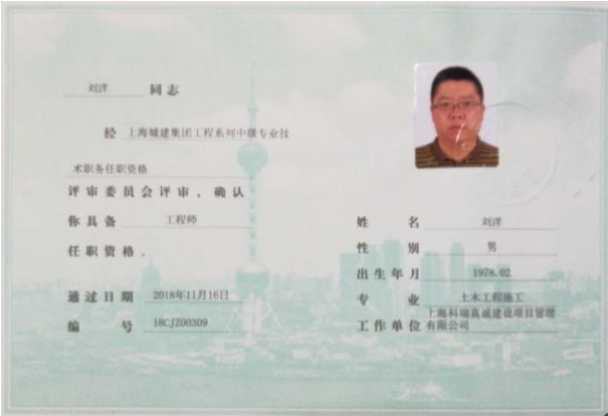 刘洋 同志
经 上海城建集团工程系列中级专业技
术职务任职资格
评审委员会评审,确认
你具备 工程师
任职资格。
通过日期 2018年11月16日
编号 18CJZ00309
姓名 刘洋
性别 男
出生年月 1978.02
专业 土木工程施工
上海科瑞真诚建设项目管理
工作单位 有限公司